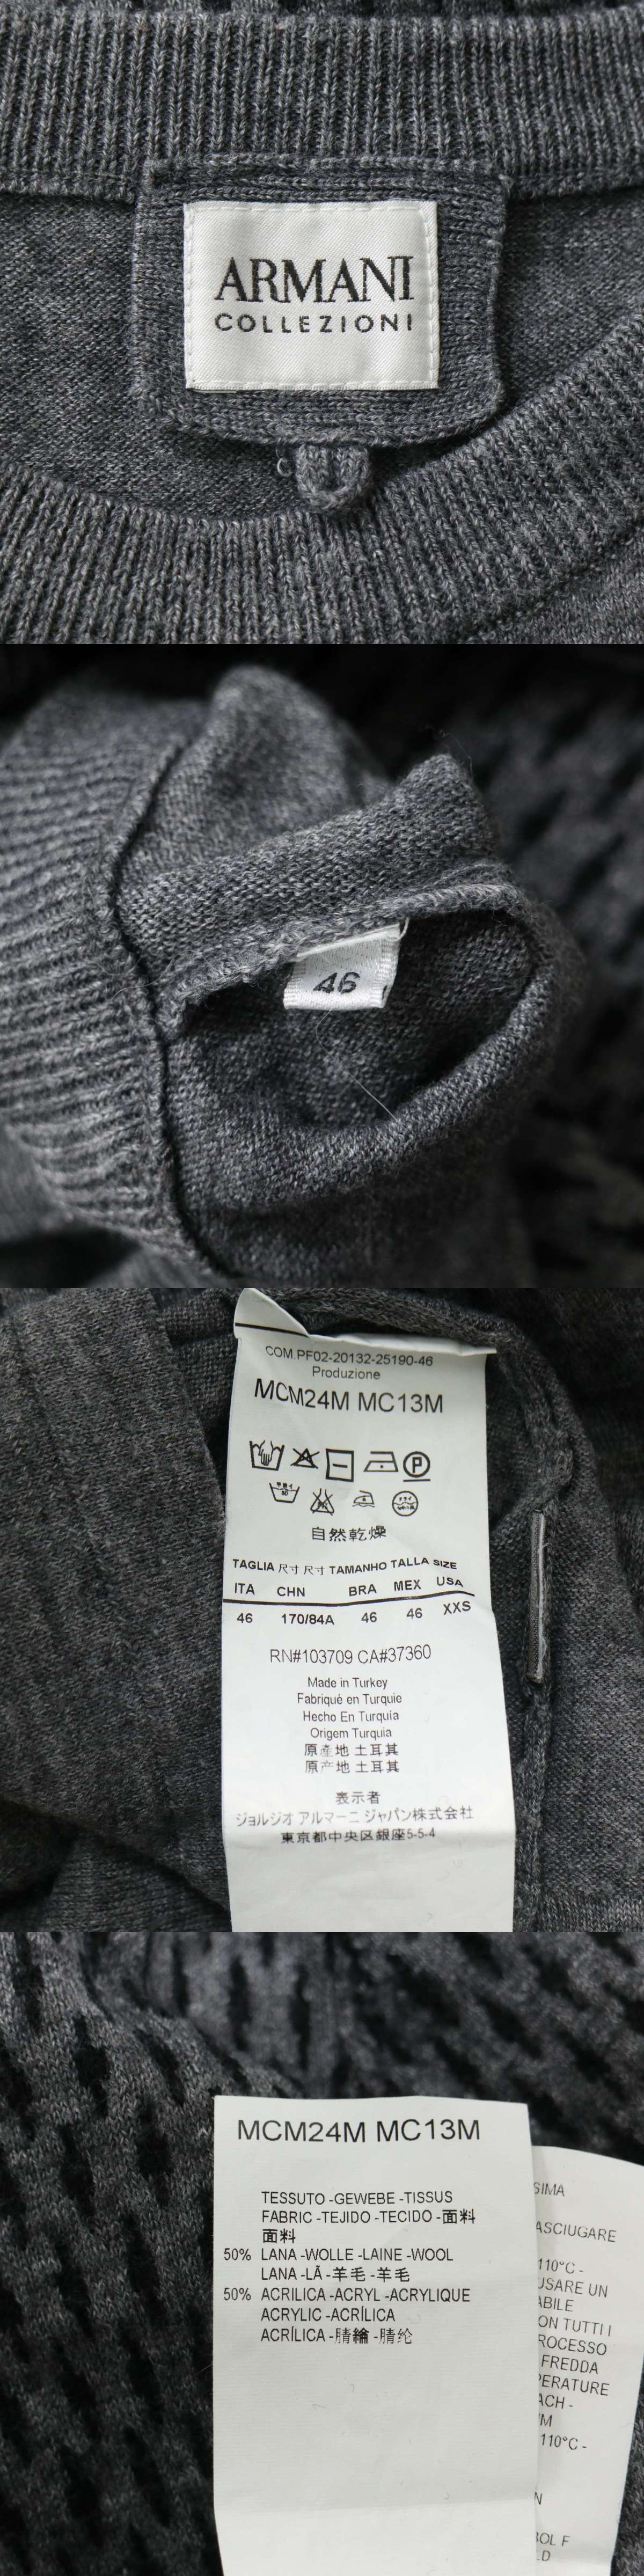 ARMANI
COLLEZIONI
46
COM.PF02-20132-25190-46
Produzione
MCM24M MC13M
P
自然乾燥
TAGLIA 尺寸 尺寸 TAMANHO TALLA SIZE
ITA CHN BRA MEX USA
46 170/84A 46 46 XXS
RN#103709 CA#37360
Made in Turkey
Fabriqué en Turquie
Hecho En Turquía
Origem Turquia
原產地 土耳其
原产地 土耳其
表示者
ジョルジオ アルマーニ ジャパン株式会社
東京都中央区銀座5-5-4
MCM24M MC13M
TESSUTO -GEWEBE -TISSUS
FABRIC -TEJIDO -TECIDO -面料
面料
50% LANA -WOLLE -LAINE -WOOL
LANA -LÃ -羊毛 -羊毛
50% ACRILICA -ACRYL -ACRYLIQUE
ACRYLIC -ACRÍLICA
ACRÍLICA -腈綸 -腈纶
SIMA
ASCIUGARE
110°C -
USARE UN
ABILE
ON TUTTI I
ROCESSO
FREDDA
PERATURE
ACH -
110°C -
N
BOL F